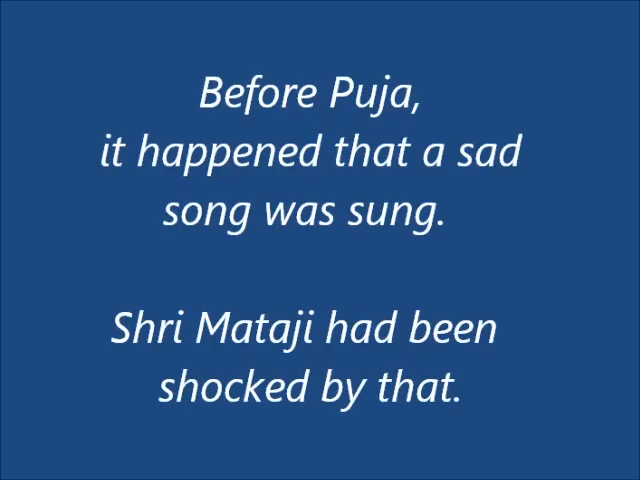 Before Puja,
it happened that a sad
song was sung.
Shri Mataji had been
shocked by that.